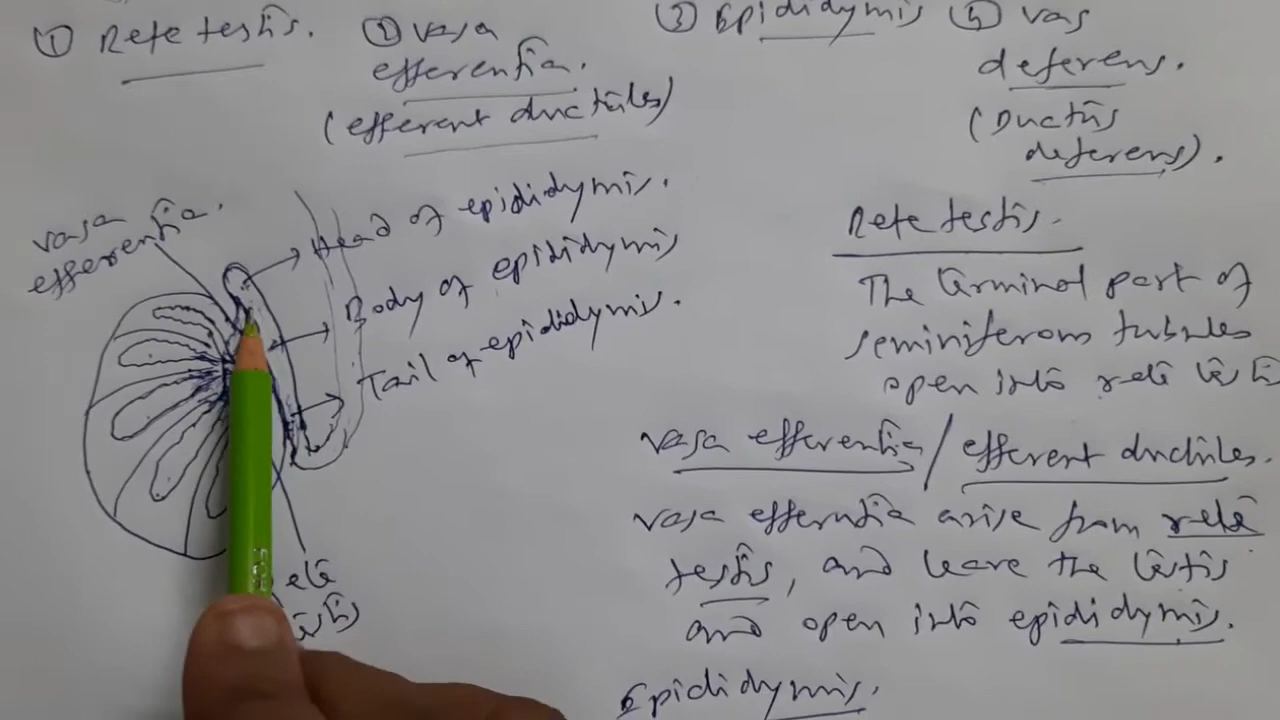 ① Rete testis.
② vasa
efferentia.
(efferent ductules)
③ Epididymis
vas
deferens.
(Ductus
deferens).
vasa
efferentia.
Head of epididymis.
Body of epididymis
Tail of epididymis.
Rete testis.
The terminal part of
seminiferous tubules
open into rete testis
vasa efferentia / efferent ductules.
vasa efferntia arise from rete
testis, and leave the testis
and open into epididymis.
Epididymis.